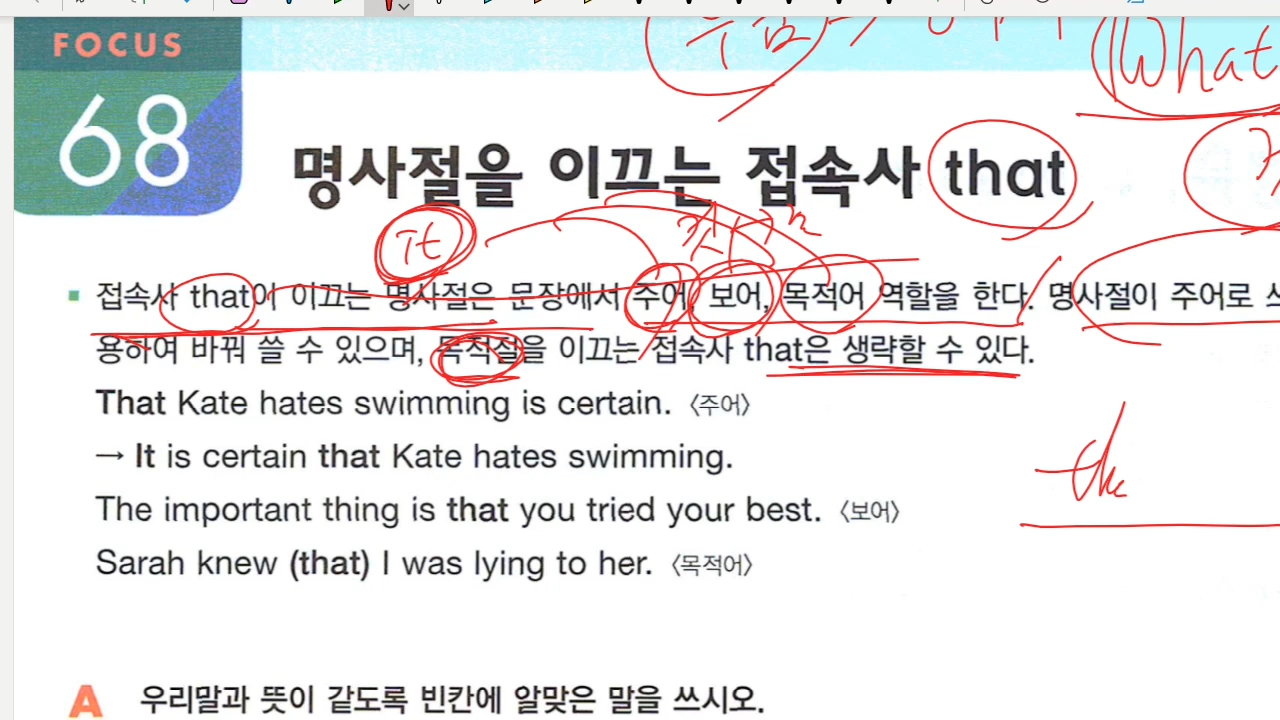 FOCUS
68
What
명사절을 이끄는 접속사 that
It
접속사 that이 이끄는 명사절은 문장에서 주어, 보어, 목적어 역할을 한다. 명사절이 주어로
용하여 바꿔 쓸 수 있으며, 목적절을 이끄는 접속사 that은 생략할 수 있다.
That Kate hates swimming is certain. 〈주어〉
→ It is certain that Kate hates swimming.
The important thing is that you tried your best. 〈보어〉
Sarah knew (that) I was lying to her. 〈목적어〉
A 우리말과 뜻이 같도록 빈칸에 알맞은 말을 쓰시오.